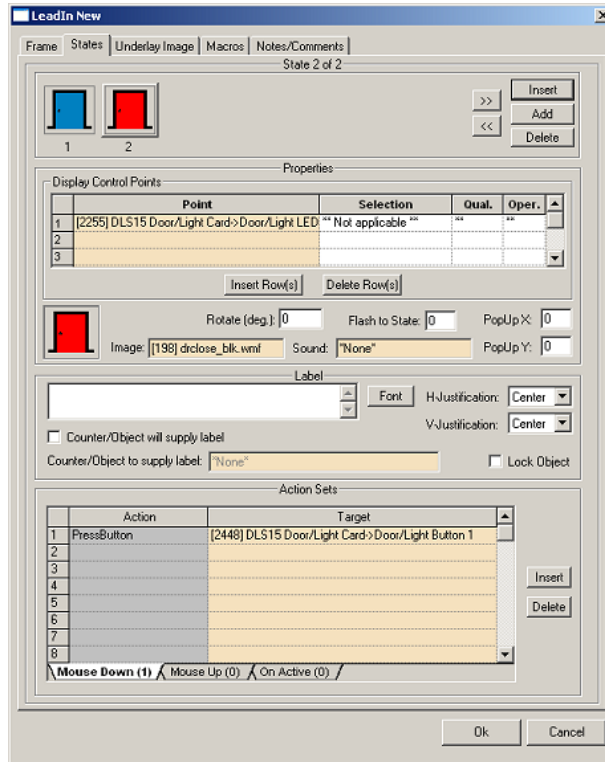 LeadIn New
Frame States Underlay Image Macros Notes/Comments
State 2 of 2
>> Insert
<< Add
Delete
1 2
Properties
Display Control Points
Point Selection Qual. Oper.
1 [2255] DLS15 Door/Light Card->Door/Light LED ** Not applicable ** ** **
2
3
Insert Row(s) Delete Row(s)
Rotate (deg.): 0 Flash to State: 0 PopUp X: 0
Image: [198] drclose_blk.wmf Sound: "None" PopUp Y: 0
Label
Font H-Justification: Center
V-Justification: Center
Counter/Object will supply label
Counter/Object to supply label: "None" Lock Object
Action Sets
Action Target
1 PressButton [2448] DLS15 Door/Light Card->Door/Light Button 1
2
3
4
5
6
7
8
Insert
Delete
Mouse Down (1) Mouse Up (0) On Active (0)
Ok Cancel